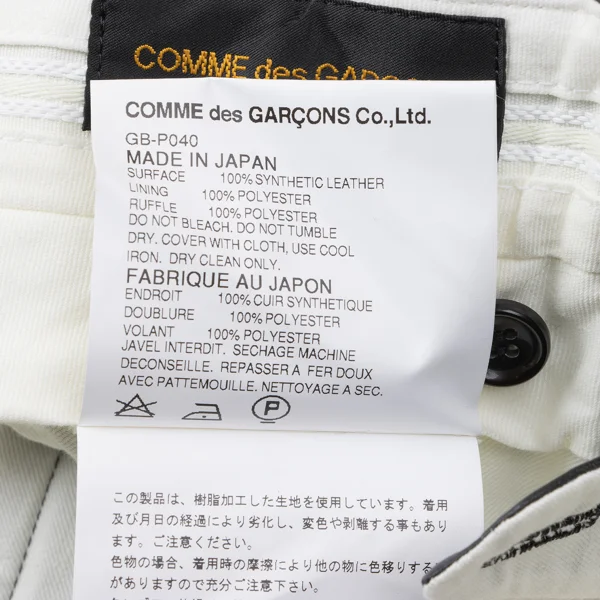 COMME des GARÇONS
COMME des GARÇONS Co.,Ltd.
GB-P040
MADE IN JAPAN
SURFACE 100% SYNTHETIC LEATHER
LINING 100% POLYESTER
RUFFLE 100% POLYESTER
DO NOT BLEACH. DO NOT TUMBLE
DRY. COVER WITH CLOTH, USE COOL
IRON. DRY CLEAN ONLY.
FABRIQUE AU JAPON
ENDROIT 100% CUIR SYNTHETIQUE
DOUBLURE 100% POLYESTER
VOLANT 100% POLYESTER
JAVEL INTERDIT. SECHAGE MACHINE
DECONSEILLE. REPASSER A FER DOUX
AVEC PATTEMOUILLE. NETTOYAGE A SEC.
P
この製品は、樹脂加工した生地を使用しています。着用
及び月日の経過により劣化し、変色や剥離する事もあり
ます。ご注意ください。
色物の場合、着用時の摩擦により他の物に色移りする
がありますので充分ご注意下さい。